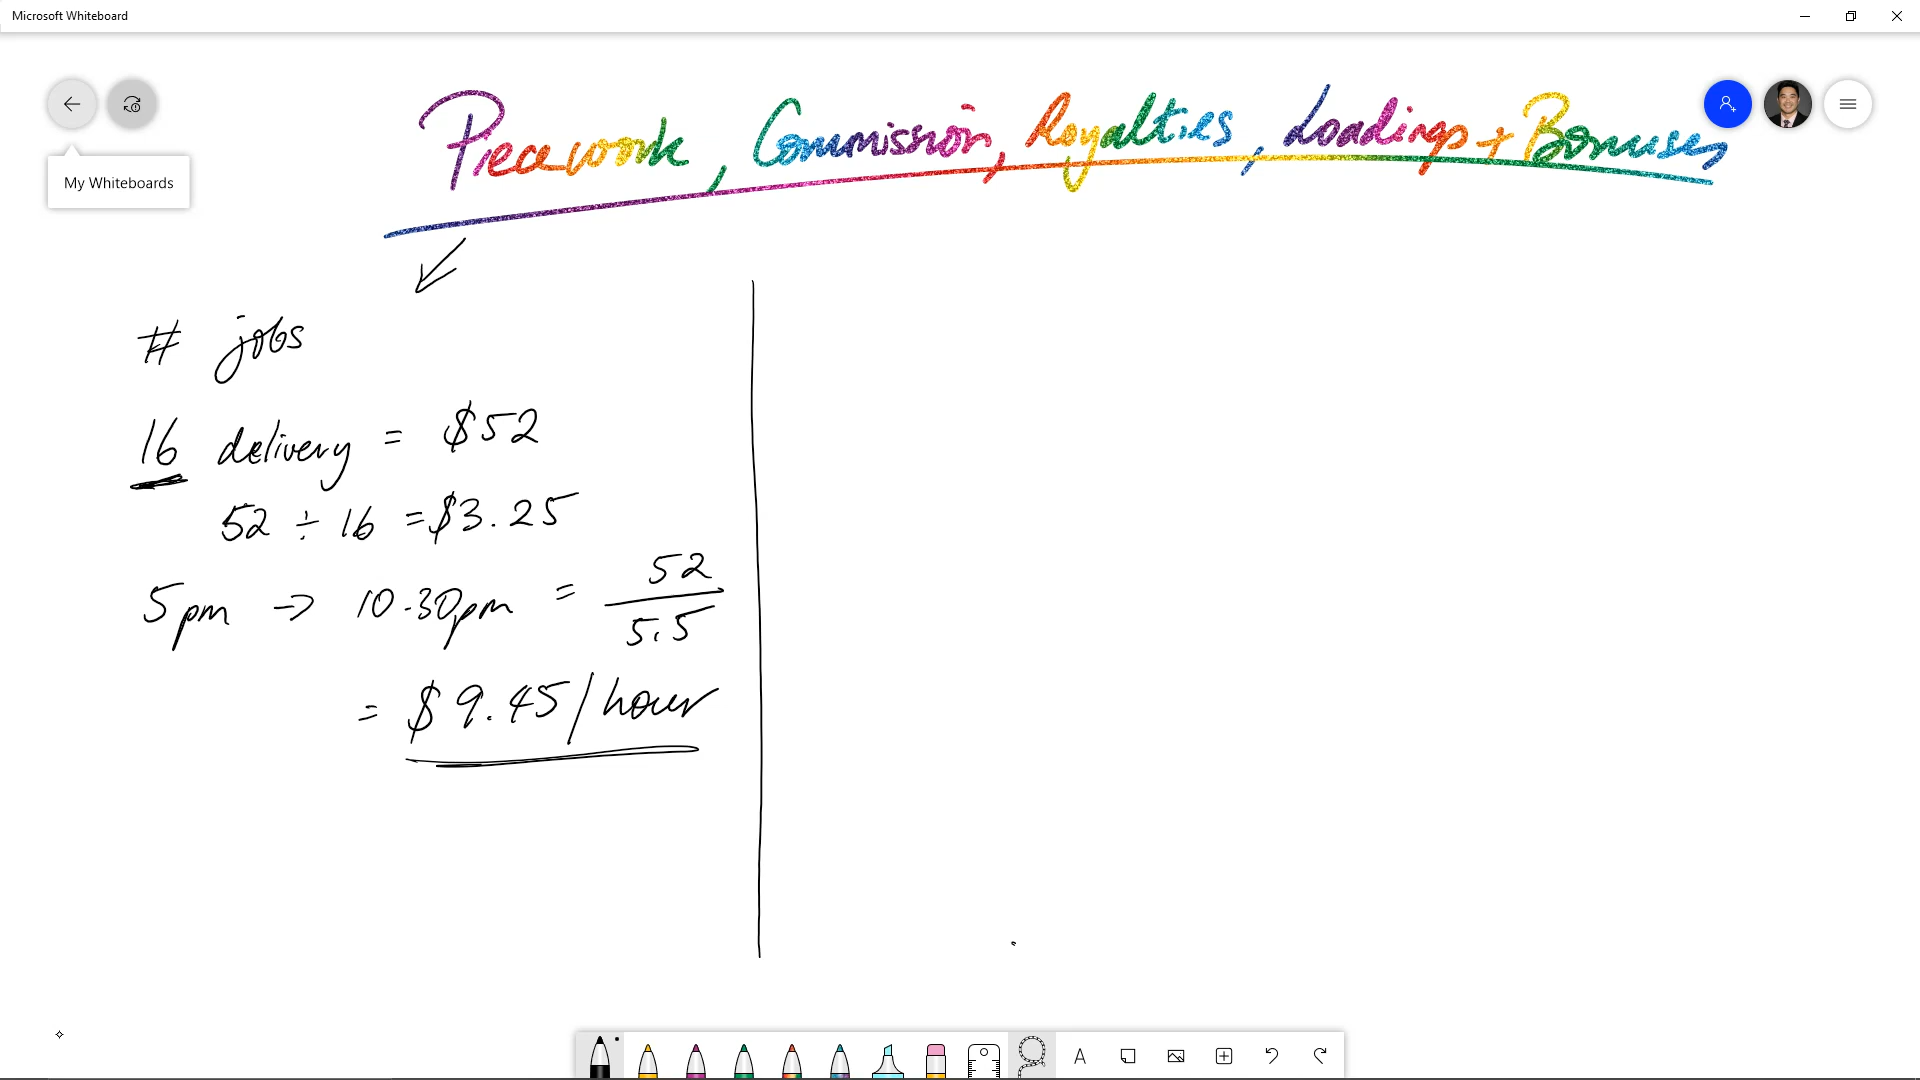 Microsoft Whiteboard
My Whiteboards
Piecework, Commission, Royalties, Loadings + Bonuses
# jobs
16 delivery = $52
52 ÷ 16 = $3.25
5pm → 10.30pm = 52
5.5
= $9.45/hour
A